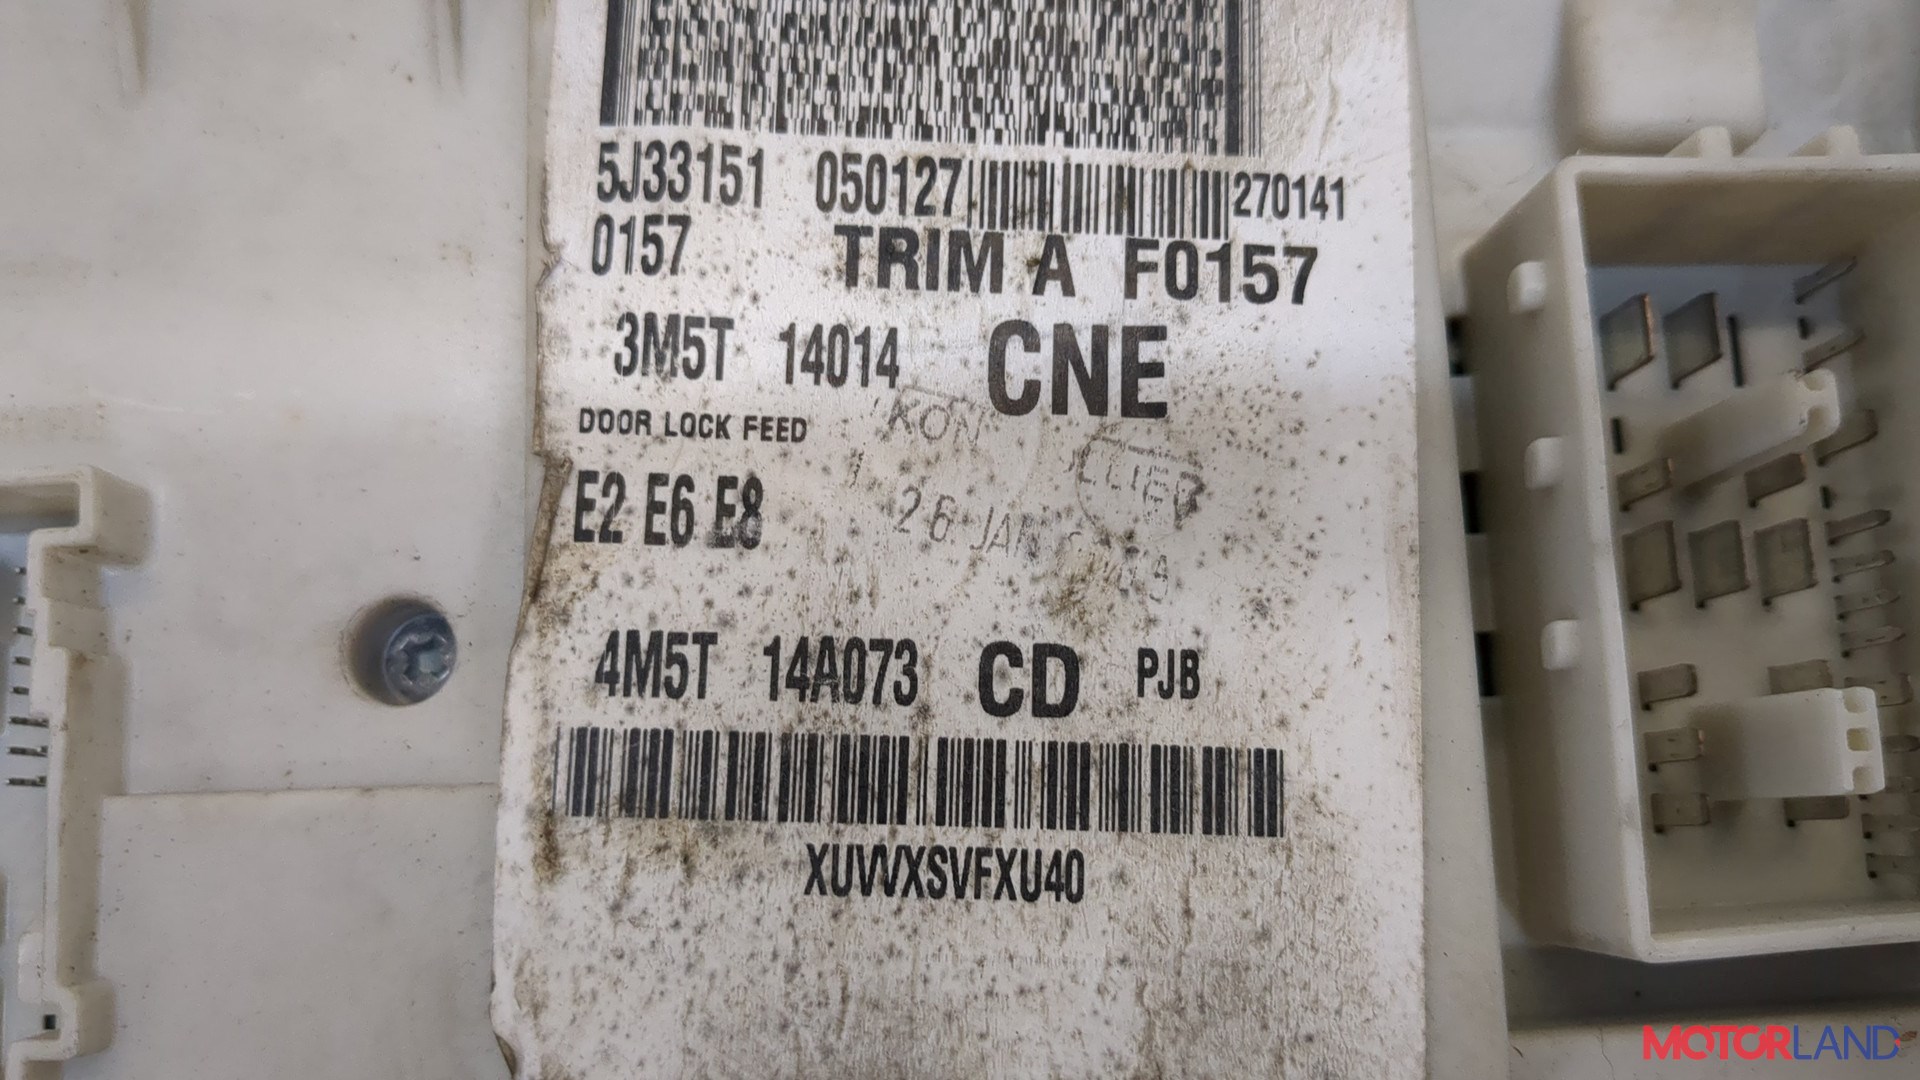 5J33151 050127 270141
0157 TRIM A F0157
3M5T 14014 CNE
DOOR LOCK FEED
KON
E2 E6 E8
26 JAN
4M5T 14A073 CD PJB
XUVVXSVFXU40
MOTORLAND